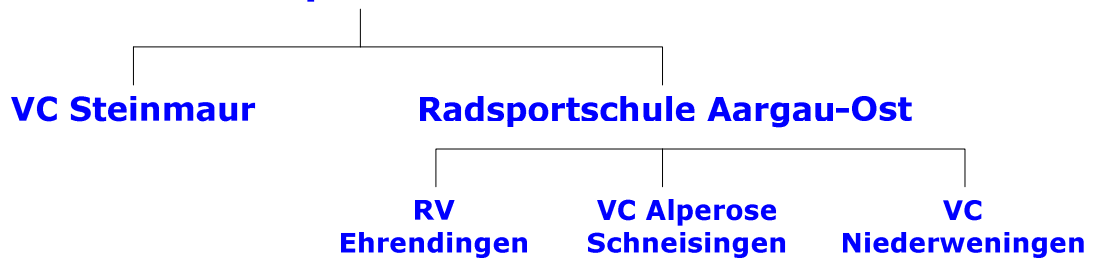 VC Steinmaur
Radsportschule Aargau-Ost
RV
Ehrendingen
VC Alperose
Schneisingen
VC
Niederweningen